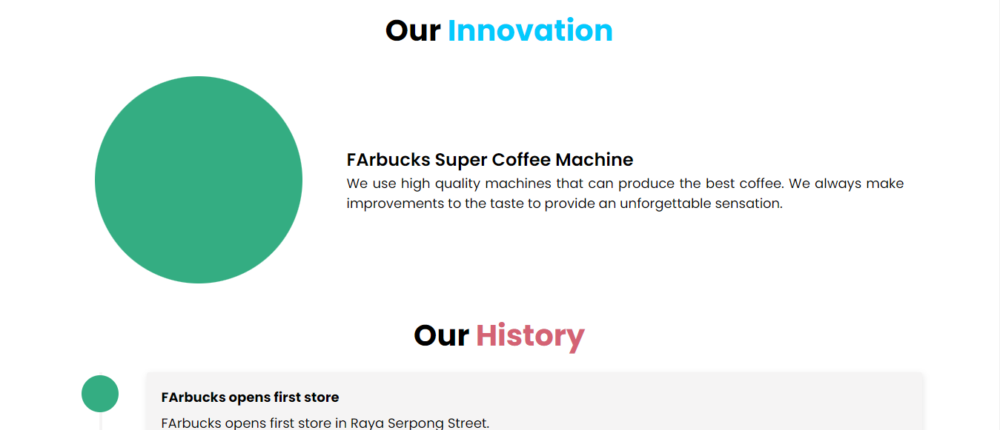 Our Innovation
FArbucks Super Coffee Machine
We use high quality machines that can produce the best coffee. We always make
improvements to the taste to provide an unforgettable sensation.
Our History
FArbucks opens first store
FArbucks opens first store in Raya Serpong Street.